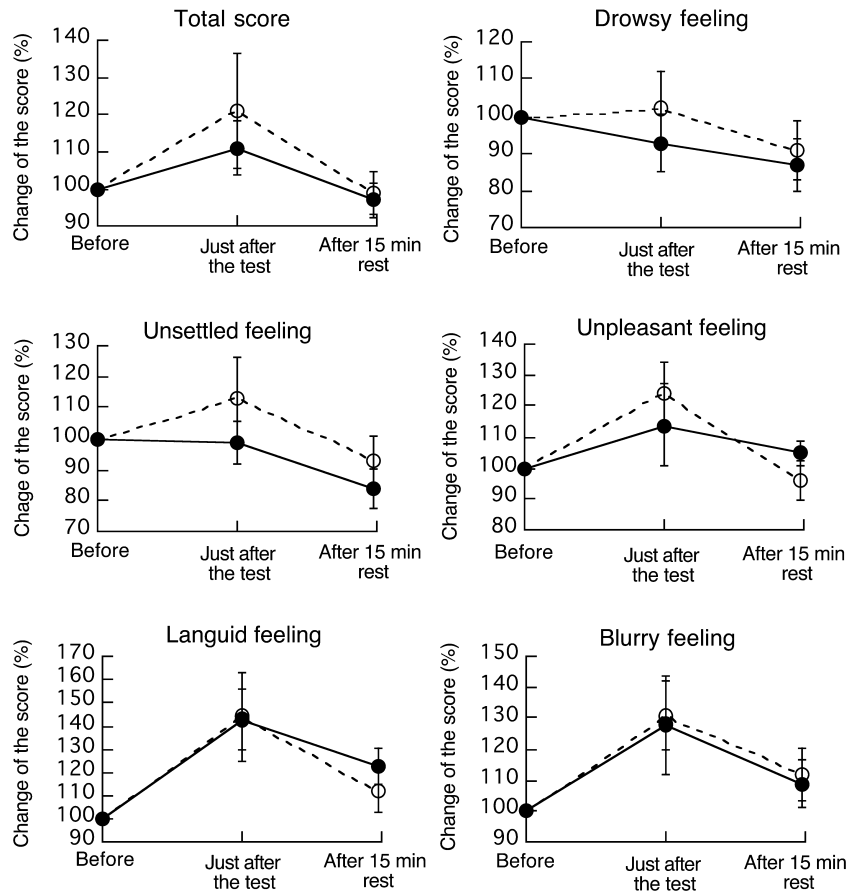 Total score
Change of the score (%)
140
130
120
110
100
90
Before
Just after
the test
After 15 min
rest
Drowsy feeling
Change of the score (%)
120
110
100
90
80
70
Before
Just after
the test
After 15 min
rest
Unsettled feeling
Chage of the score (%)
130
120
110
100
90
80
70
Before
Just after
the test
After 15 min
rest
Unpleasant feeling
Change of the score (%)
140
130
120
110
100
90
80
Before
Just after
the test
After 15 min
rest
Languid feeling
Change of the score (%)
170
160
150
140
130
120
110
100
90
Before
Just after
the test
After 15 min
rest
Blurry feeling
Change of the score (%)
150
140
130
120
110
100
90
Before
Just after
the test
After 15 min
rest